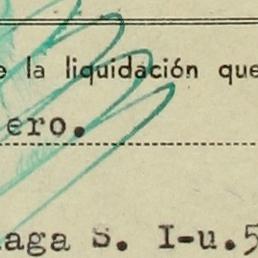 e la liquidación que
ero.
aga S. I-u.5